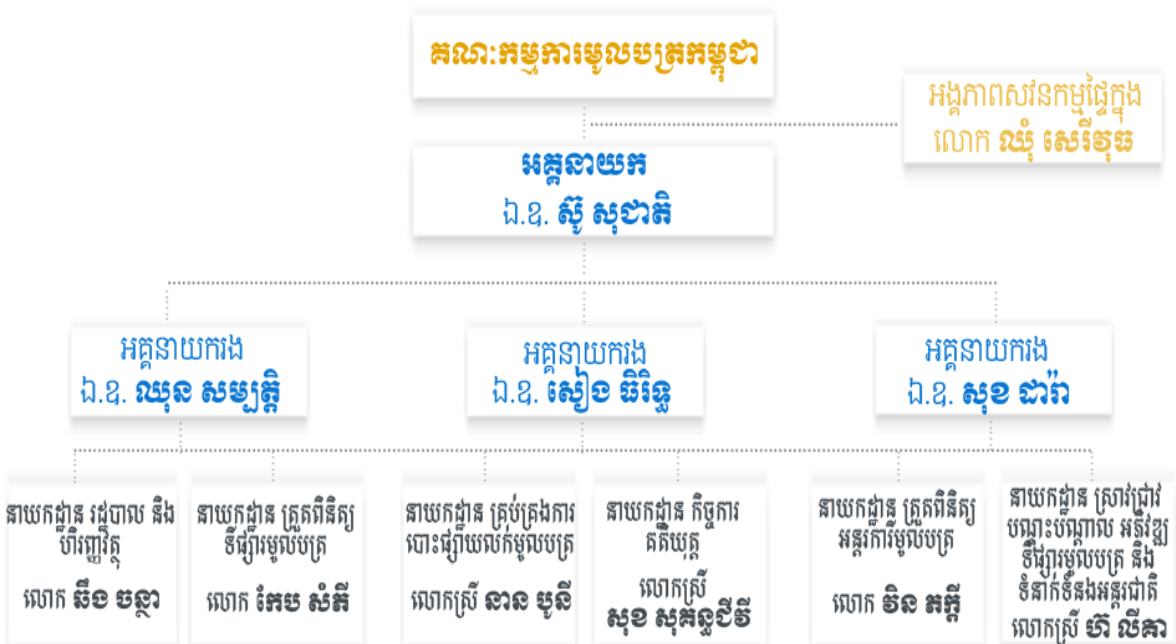 គណៈកម្មការមូលបត្រកម្ពុជា
អង្គភាពសវនកម្មផ្ទៃក្នុង
លោក ឈុំ សេរីវុធ
អគ្គនាយក
ឯ.ឧ. ស៊ូ សុជាតិ
អគ្គនាយករង
ឯ.ឧ. ឈុន សម្បត្តិ
អគ្គនាយករង
ឯ.ឧ. សៀង ធិរិទ្ធ
អគ្គនាយករង
ឯ.ឧ. សុខ ដារ៉ា
នាយកដ្ឋាន រដ្ឋបាល និង
ហិរញ្ញវត្ថុ
លោក ឆឹង ចន្ថា
នាយកដ្ឋាន ត្រួតពិនិត្យ
ទីផ្សារមូលបត្រ
លោក កែប សំភី
នាយកដ្ឋាន គ្រប់គ្រងការ
បោះផ្សាយលក់មូលបត្រ
លោកស្រី នាន បូនី
នាយកដ្ឋាន កិច្ចការ
គតិយុត្ត
លោកស្រី
សុខ សុគន្ធជីវី
នាយកដ្ឋាន ត្រួតពិនិត្យ
អន្តរការីមូលបត្រ
លោក វិន ភក្ដី
នាយកដ្ឋាន ស្រាវជ្រាវ
បណ្តុះបណ្តាល អភិវឌ្ឍ
ទីផ្សារមូលបត្រ និង
ទំនាក់ទំនងអន្តរជាតិ
លោកស្រី ហ៊ូ លីគា